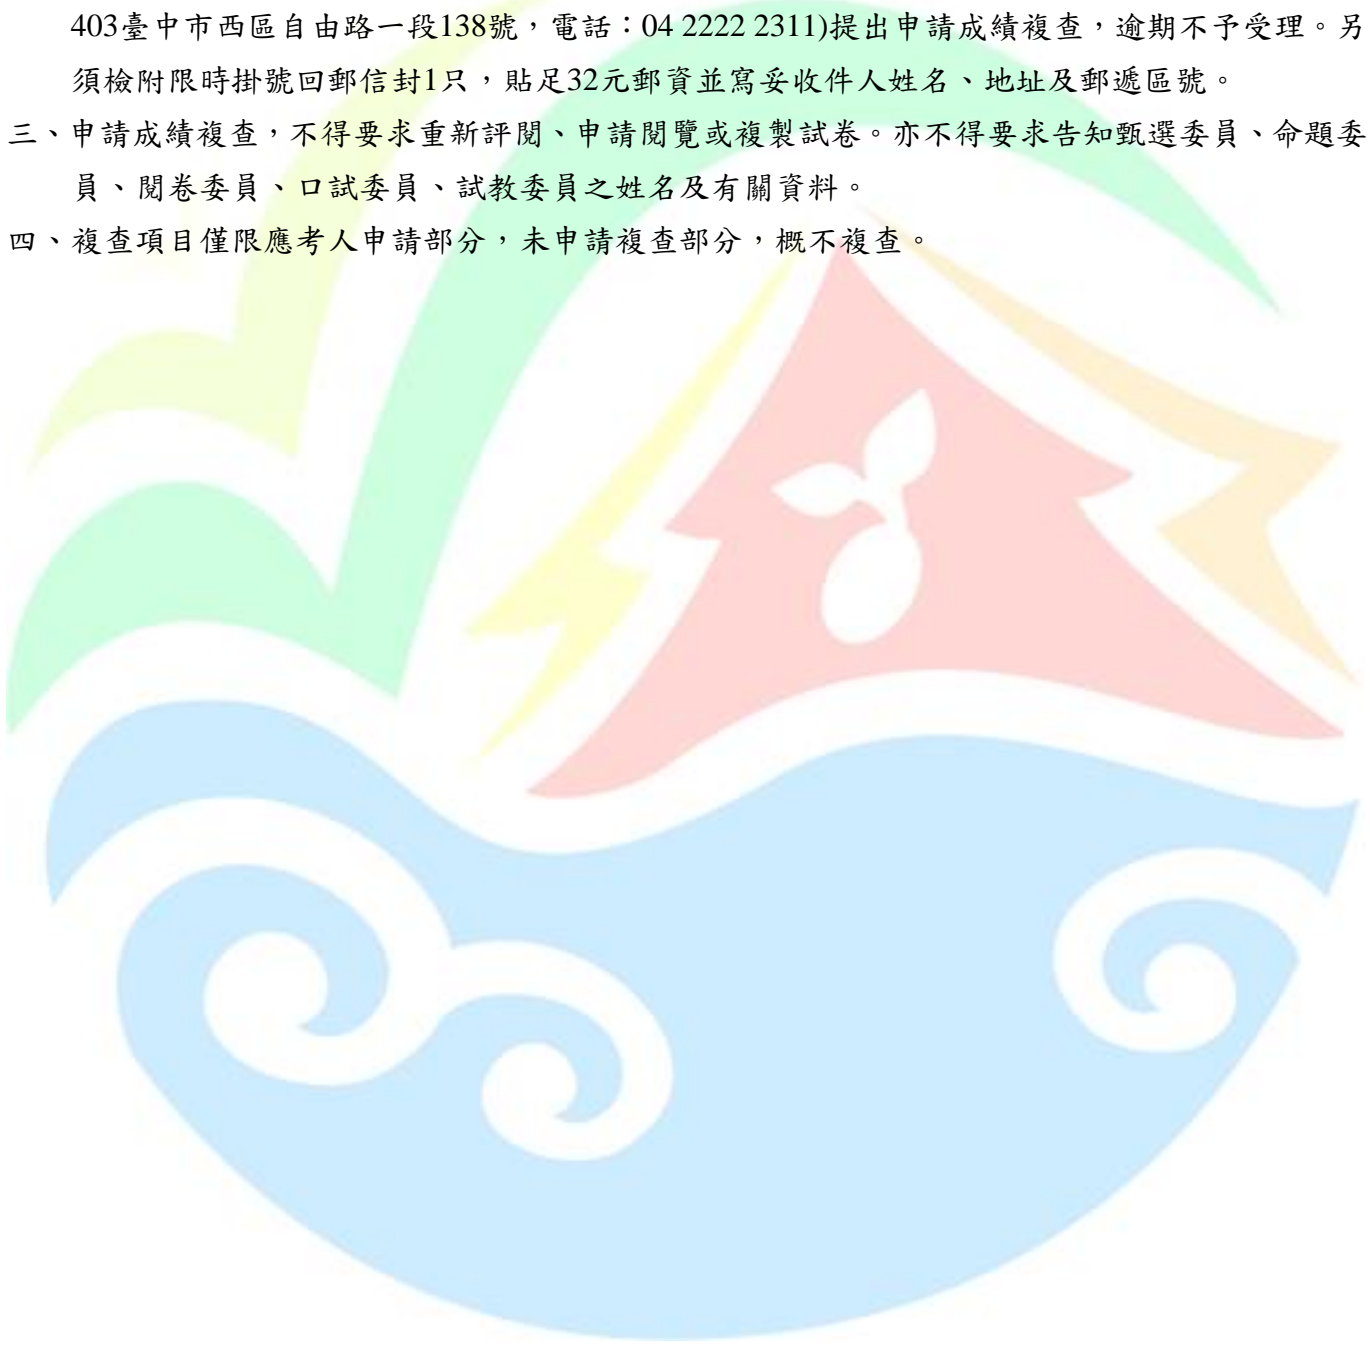 403臺中市西區自由路一段138號，電話：04 2222 2311)提出申請成績複查，逾期不予受理。另
須檢附限時掛號回郵信封1只，貼足32元郵資並寫妥收件人姓名、地址及郵遞區號。
三、申請成績複查，不得要求重新評閱、申請閱覽或複製試卷。亦不得要求告知甄選委員、命題委
員、閱卷委員、口試委員、試教委員之姓名及有關資料。
四、複查項目僅限應考人申請部分，未申請複查部分，概不複查。